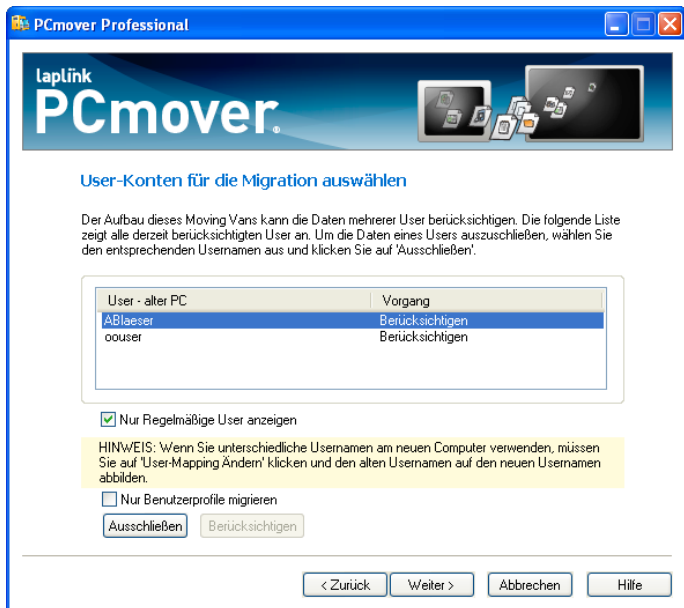 PCmover Professional
laplink
PCmover®
User-Konten für die Migration auswählen
Der Aufbau dieses Moving Vans kann die Daten mehrerer User berücksichtigen. Die folgende Liste
zeigt alle derzeit berücksichtigten User an. Um die Daten eines Users auszuschließen, wählen Sie
den entsprechenden Usernamen aus und klicken Sie auf 'Ausschließen'.
User - alter PC Vorgang
ABlaeser Berücksichtigen
oouser Berücksichtigen
Nur Regelmäßige User anzeigen
HINWEIS: Wenn Sie unterschiedliche Usernamen am neuen Computer verwenden, müssen
Sie auf 'User-Mapping Ändern' klicken und den alten Usernamen auf den neuen Usernamen
abbilden.
Nur Benutzerprofile migrieren
Ausschließen Berücksichtigen
< Zurück Weiter > Abbrechen Hilfe